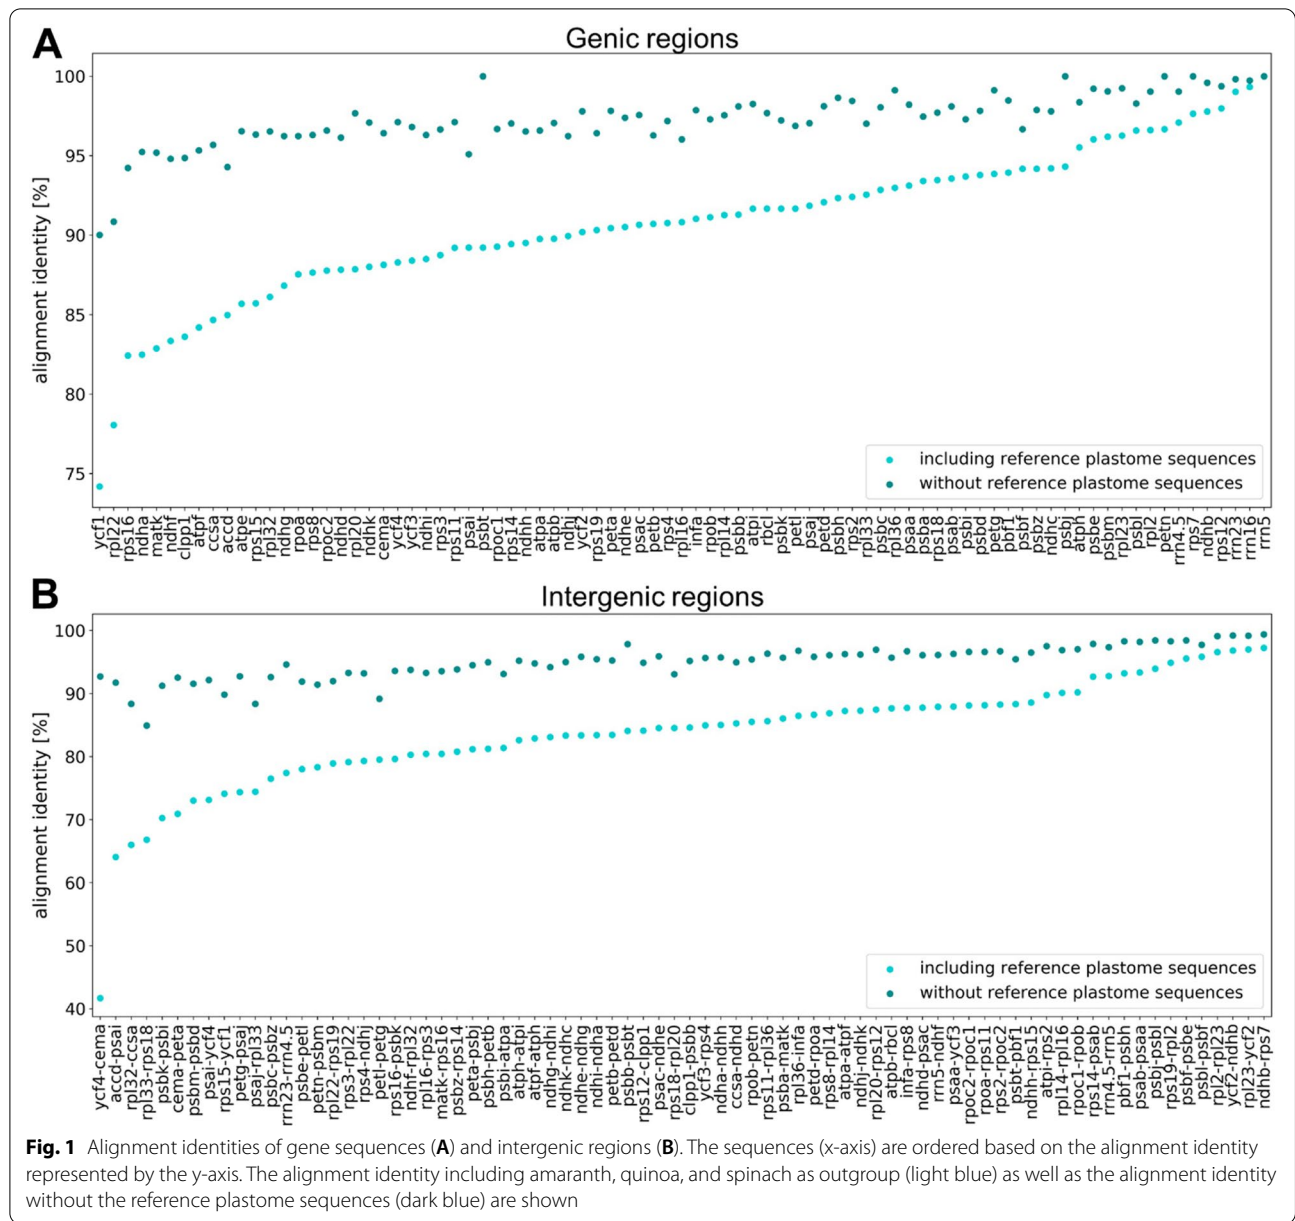 A
Genic regions
100
95
90
85
80
75
alignment identity [%]
including reference plastome sequences
without reference plastome sequences
ycf1
rpl22
rps16
ndha
matk
ndhf
clpp1
atpf
ccsa
accd
atpe
rps15
rpl32
ndhg
rpoa
rps8
rpoc2
ndhd
rpl20
ndhk
cema
ycf4
ycf3
ndhi
rps3
rps11
psai
psbt
rpoc1
rps14
ndhh
atpa
atpb
ndhj
ycf2
rps19
peta
ndhe
psac
petb
rps4
rpl16
infa
rpob
rpl14
psbb
atpi
rbcl
psbk
petl
psaj
petd
psbh
rps2
rpl33
psbc
rpl36
psaa
psba
rps18
psab
psbi
psbd
petg
pbf1
psbf
psbz
ndhc
psbj
atph
psbe
psbm
rpl23
psbl
rpl2
petn
rrn4.5
rps7
ndhb
rps12
rrn23
rrn16
rrn5
B
Intergenic regions
100
90
80
70
60
50
40
alignment identity [%]
including reference plastome sequences
without reference plastome sequences
ycf4-cema
accd-psai
rpl32-ccsa
rpl33-rps18
psbk-psbi
cema-peta
psbm-psbd
psai-ycf4
rps15-ycf1
petg-psaj
psaj-rpl33
psbc-psbz
rrn23-rrn4.5
psbe-petl
petn-psbm
rpl22-rps19
rps3-rpl22
rps4-ndhj
petl-petg
rps16-psbk
ndhf-rpl32
rpl16-rps3
matk-rps16
psbz-rps14
peta-psbj
psbh-petb
psbi-atpa
atph-atpi
atpf-atph
ndhg-ndhi
ndhk-ndhc
ndhe-ndhg
ndhi-ndha
petb-petd
psbb-psbt
rps12-clpp1
psac-ndhe
rps18-rpl20
clpp1-psbb
ycf3-rps4
ndha-ndhh
ccsa-ndhd
rpob-petn
rps11-rpl36
psba-matk
rpl36-infa
petd-rpoa
rps8-rpl14
atpa-atpf
ndhj-ndhk
rpl20-rps12
atpb-rbcl
infa-rps8
ndhd-psac
rrn5-ndhf
psaa-ycf3
rpoc2-rpoc1
rpoa-rps11
rps2-rpoc2
psbt-pbf1
ndhh-rps15
atpi-rps2
rpl14-rpl16
rpoc1-rpob
rps14-psab
rrn4.5-rrn5
pbf1-psbh
psab-psaa
psbj-psbl
rps19-rpl2
psbf-psbe
psbl-psbf
rpl2-rpl23
ycf2-ndhb
rpl23-ycf2
ndhb-rps7
Fig. 1 Alignment identities of gene sequences (A) and intergenic regions (B). The sequences (x-axis) are ordered based on the alignment identity
represented by the y-axis. The alignment identity including amaranth, quinoa, and spinach as outgroup (light blue) as well as the alignment identity
without the reference plastome sequences (dark blue) are shown